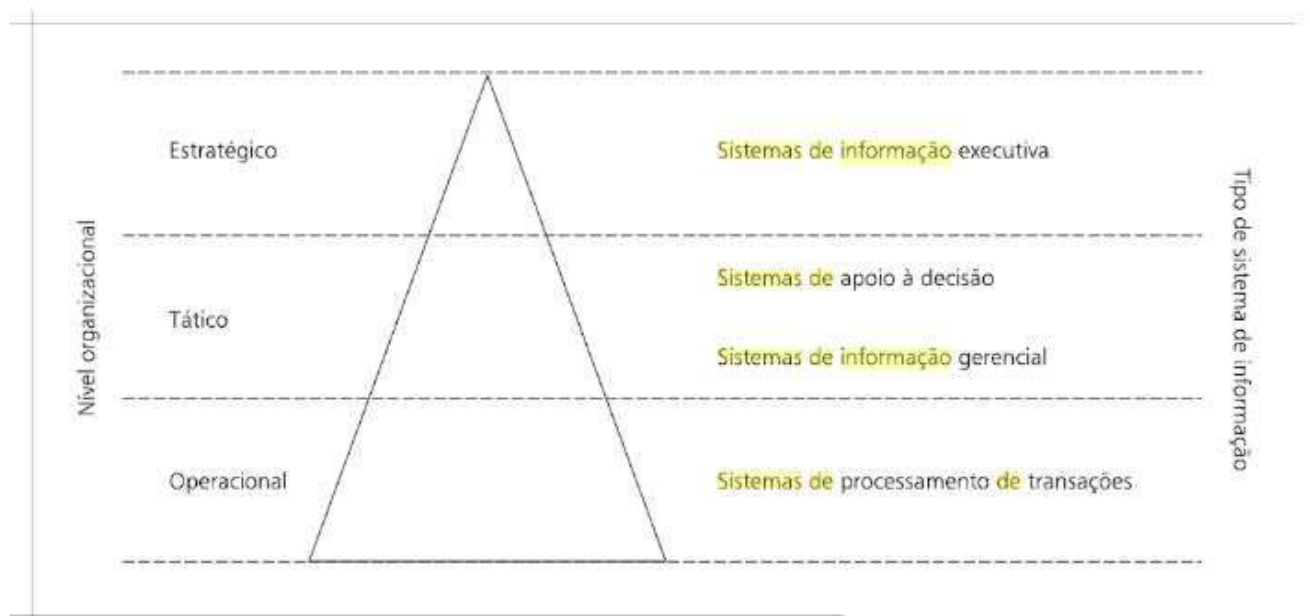 Estratégico
Sistemas de informação executiva
Nível organizacional
Tático
Sistemas de apoio à decisão
Sistemas de informação gerencial
Operacional
Sistemas de processamento de transações
Tipo de sistema de informação